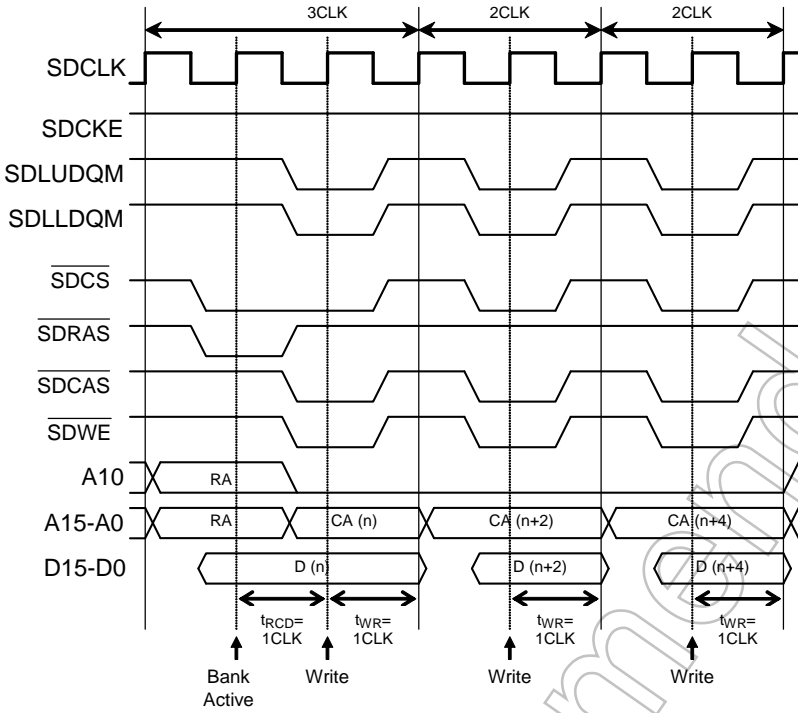 3CLK 2CLK 2CLK
SDCLK
SDCKE
SDLUDQM
SDLLDQM
SDCS
SDRAS
SDCAS
SDWE
A10 RA
A15-A0 RA CA (n) CA (n+2) CA (n+4)
D15-D0 D (n) D (n+2) D (n+4)
tRCD= tWR= tWR= tWR=
1CLK 1CLK 1CLK 1CLK
Bank Write Write Write
Active